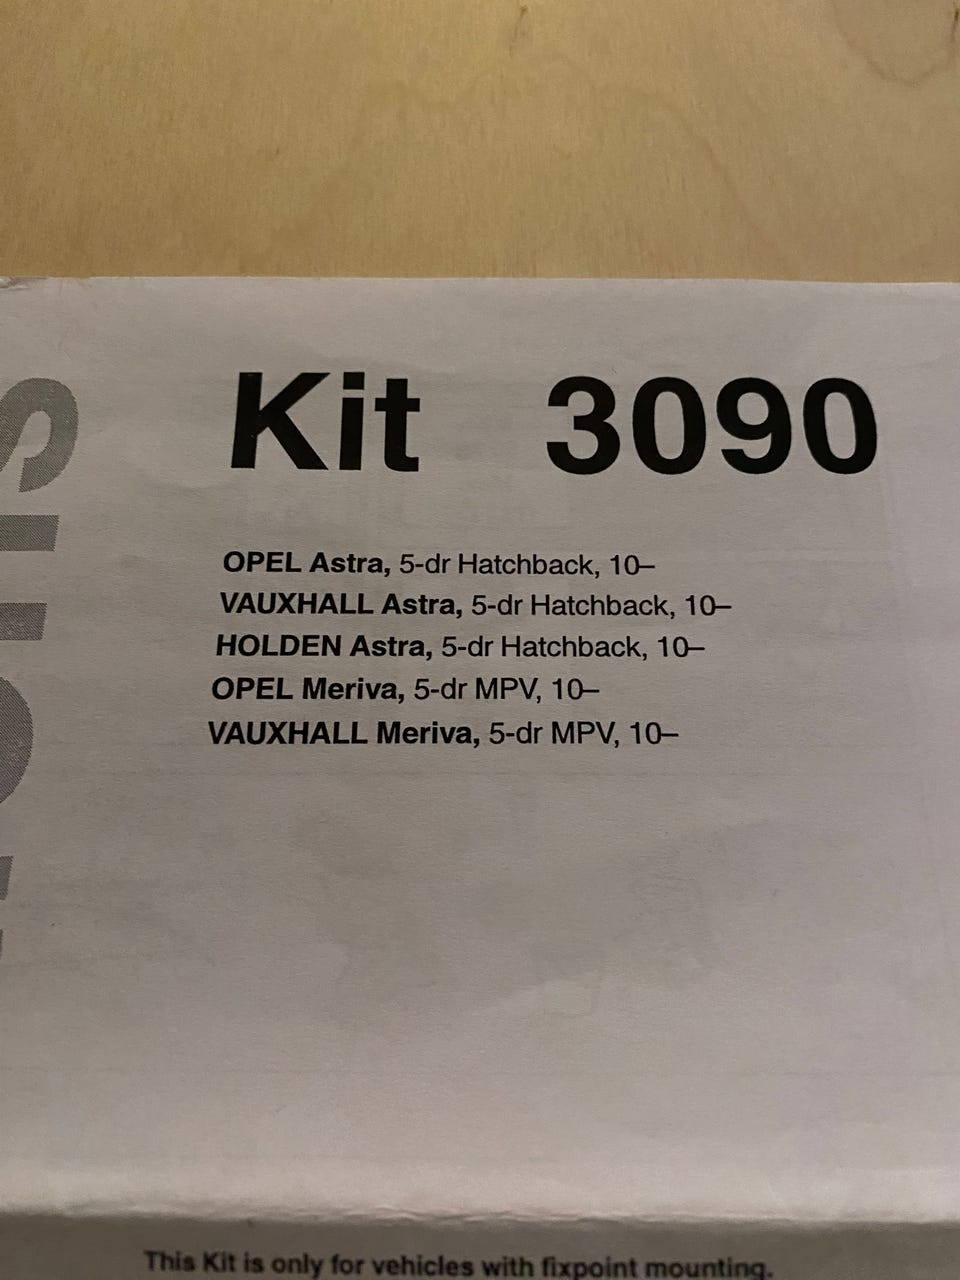 Kit 3090
OPEL Astra, 5-dr Hatchback, 10–
VAUXHALL Astra, 5-dr Hatchback, 10–
HOLDEN Astra, 5-dr Hatchback, 10–
OPEL Meriva, 5-dr MPV, 10–
VAUXHALL Meriva, 5-dr MPV, 10–
This Kit is only for vehicles with fixpoint mounting.